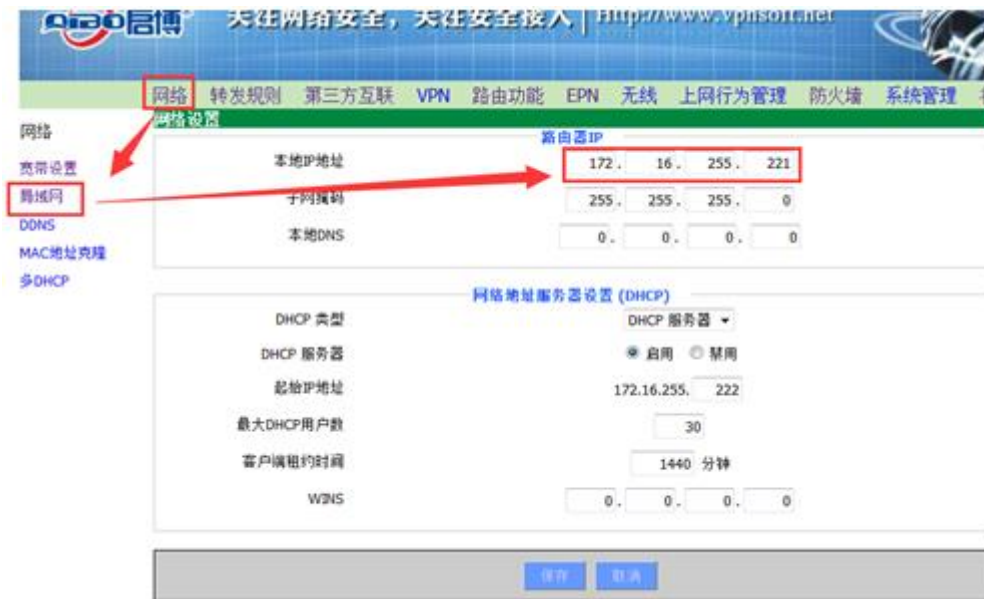 QiBO启博 关注网络安全，关注安全接入 | Http://www.vpnsoft.net
网络 转发规则 第三方互联 VPN 路由功能 EPN 无线 上网行为管理 防火墙 系统管理
网络
宽带设置
局域网
DDNS
MAC地址克隆
多DHCP
网络设置
路由器IP
本地IP地址 172. 16. 255. 221
子网掩码 255. 255. 255. 0
本地DNS 0. 0. 0. 0
网络地址服务器设置 (DHCP)
DHCP 类型 DHCP 服务器
DHCP 服务器 启用 禁用
起始IP地址 172.16.255. 222
最大DHCP用户数 30
客户端租约时间 1440 分钟
WINS 0. 0. 0. 0
保存 取消